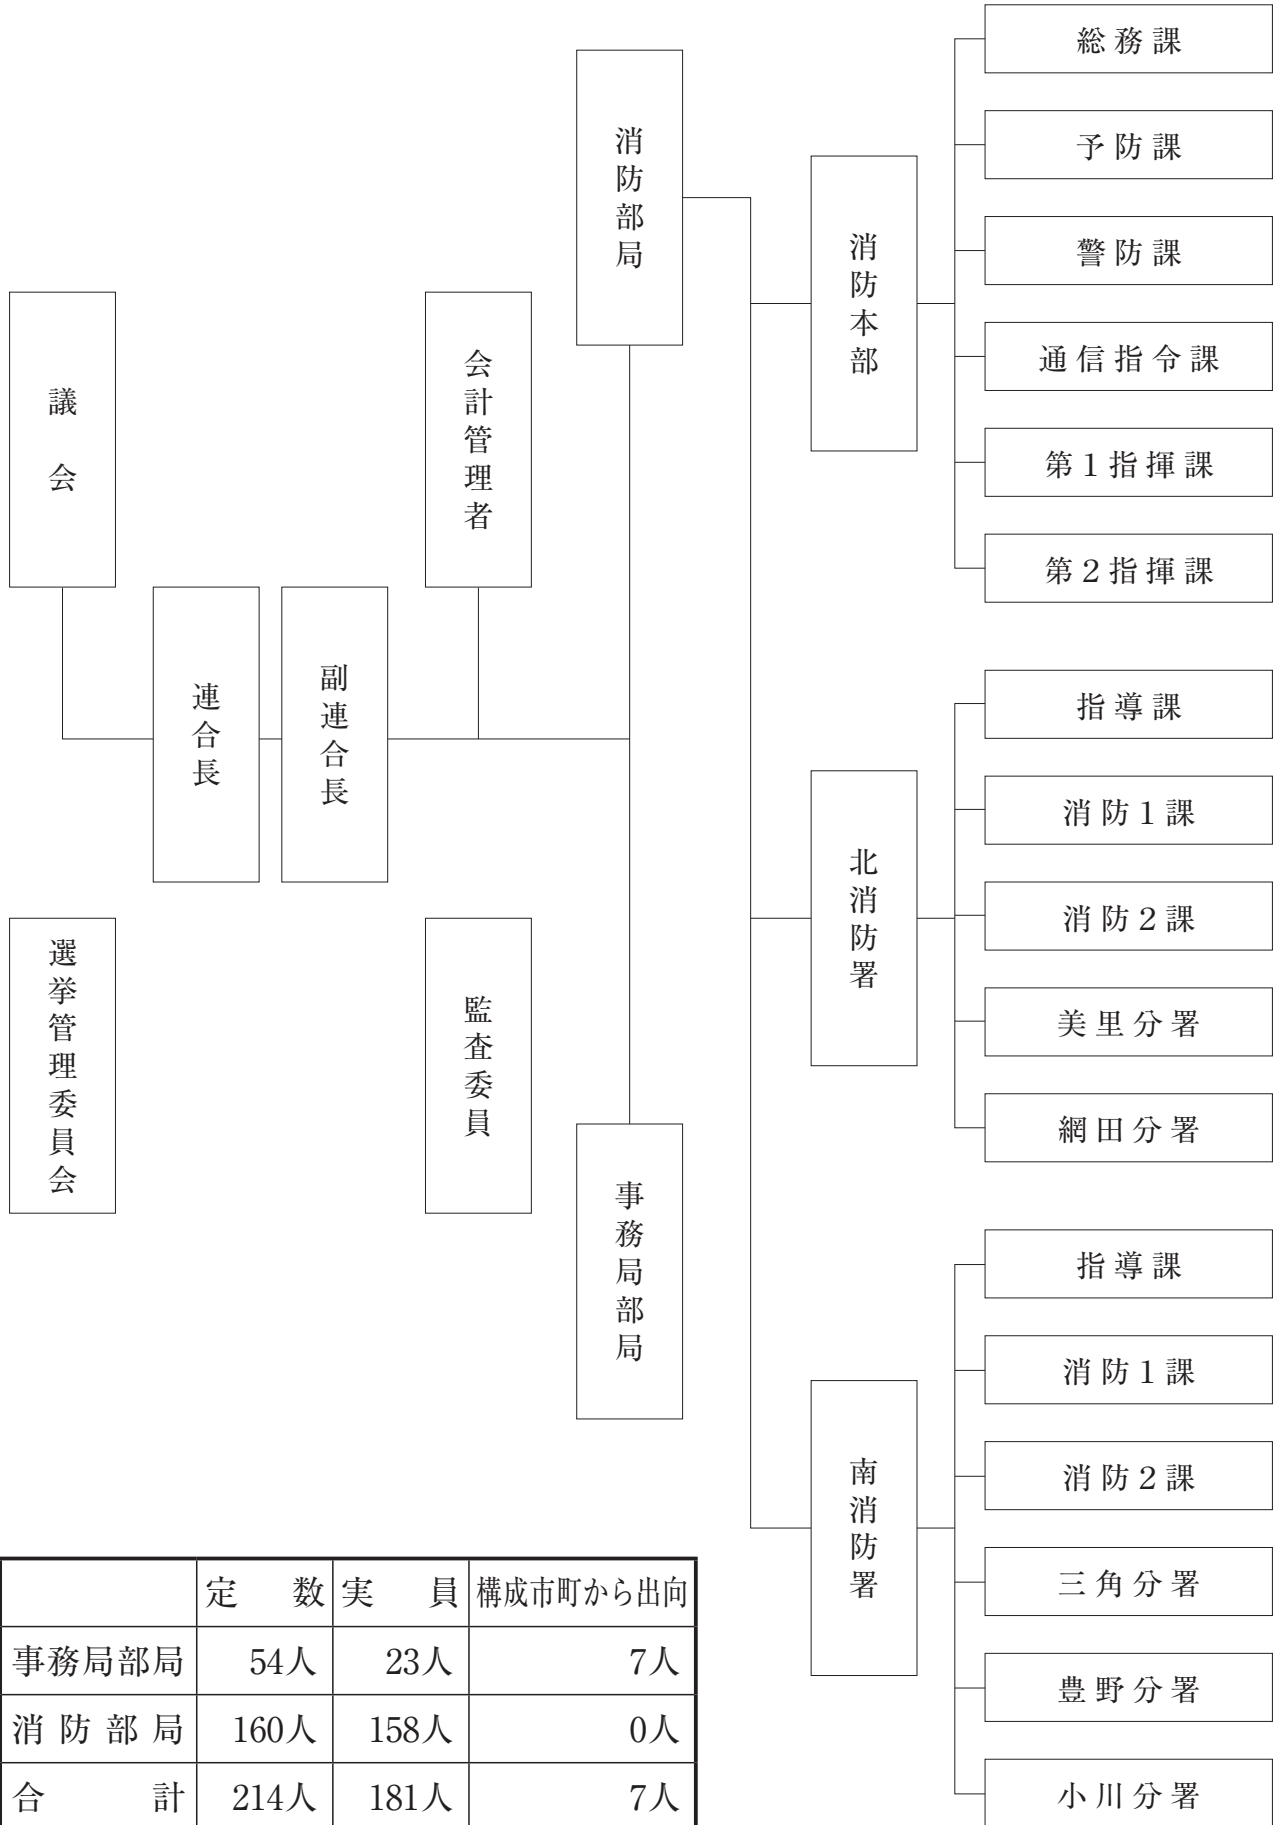 議会
連合長
副連合長
会計管理者
選挙管理委員会
監査委員
消防部局
事務局部局
消防本部
総務課
予防課
警防課
通信指令課
第1指揮課
第2指揮課
北消防署
指導課
消防1課
消防2課
美里分署
網田分署
南消防署
指導課
消防1課
消防2課
三角分署
豊野分署
小川分署
定数 実員 構成市町から出向
事務局部局 54人 23人 7人
消防部局 160人 158人 0人
合計 214人 181人 7人